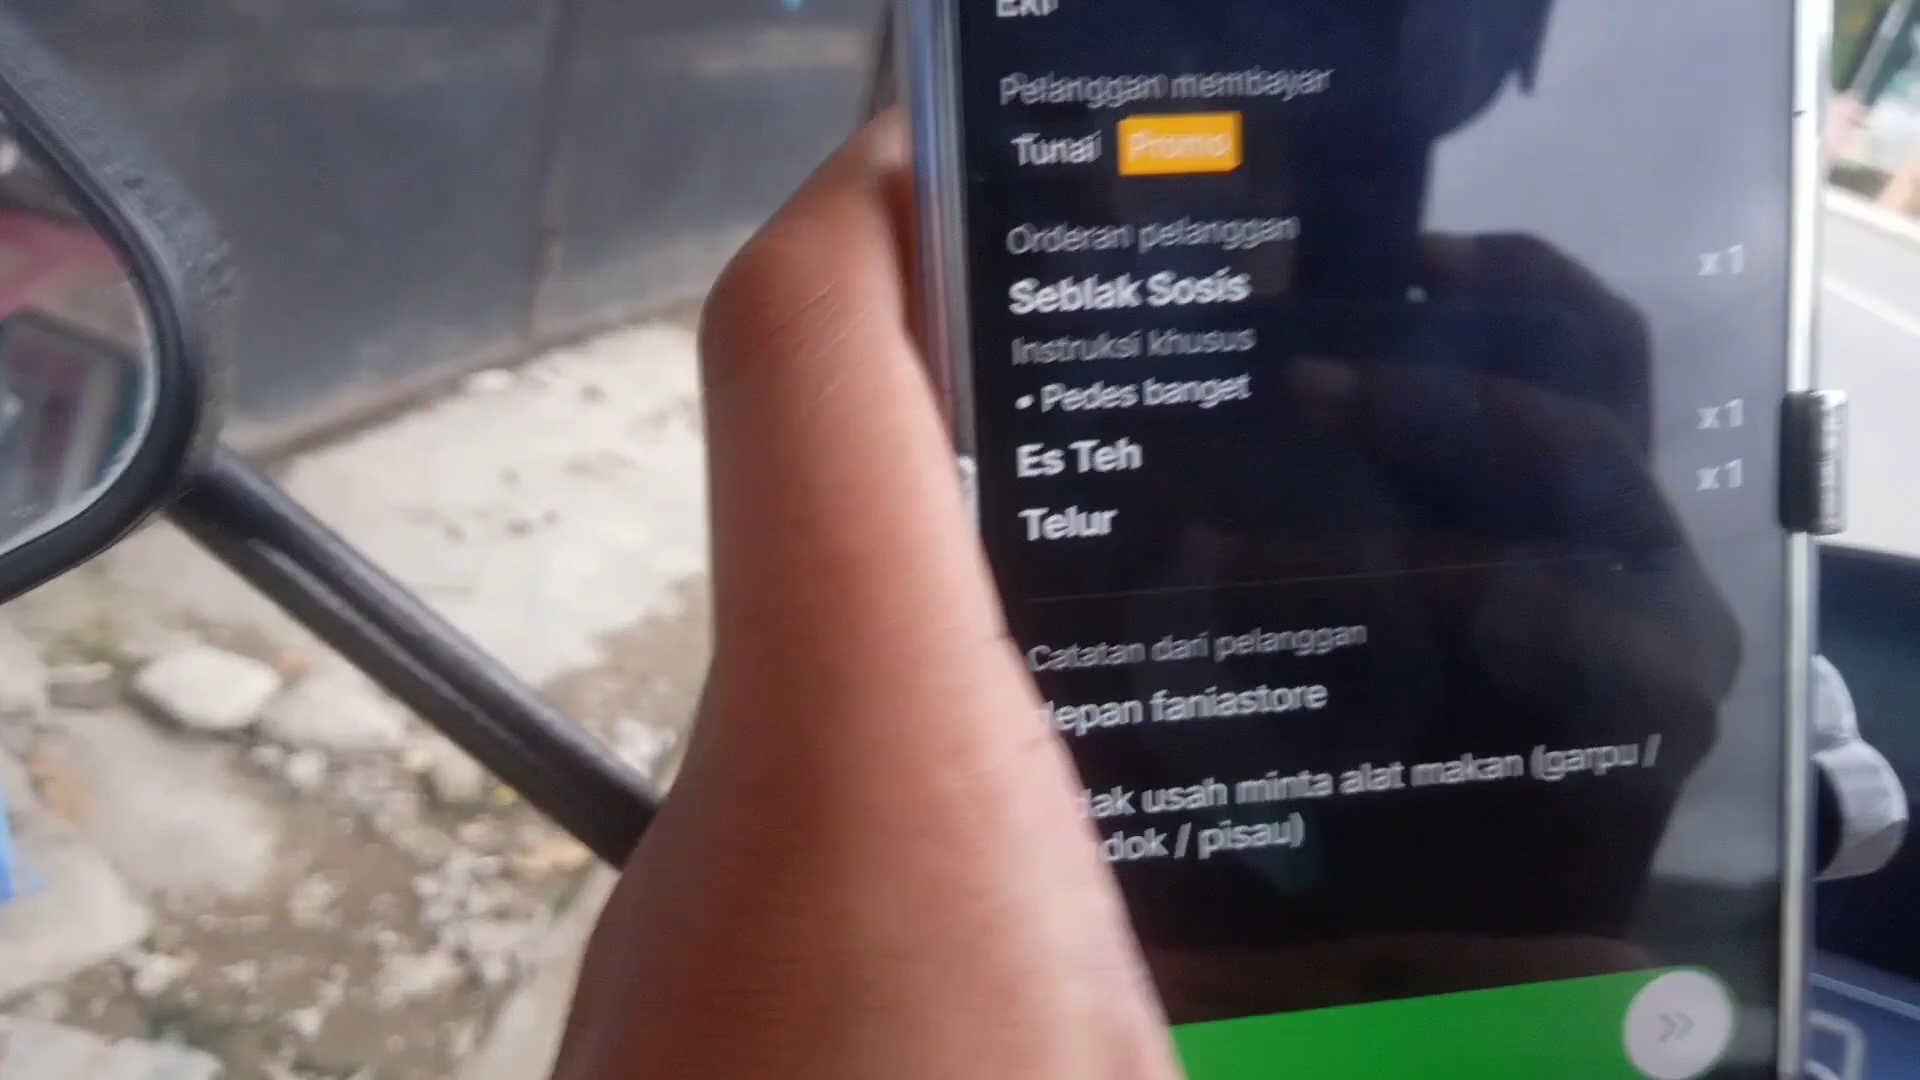 Pelanggan membayar
Tunai Promo
Orderan pelanggan
Seblak Sosis x1
Instruksi khusus
• Pedes banget
Es Teh x1
Telur x1
Catatan dari pelanggan
depan faniastore
dak usah minta alat makan (garpu /
dok / pisau)